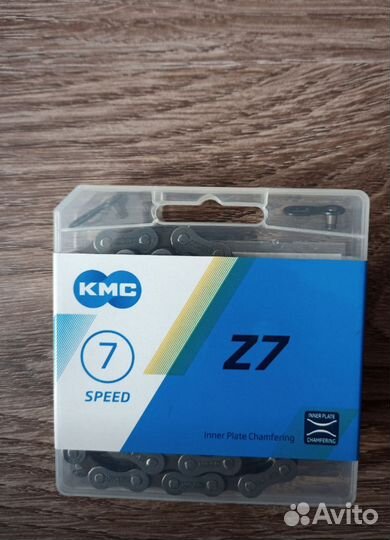 KMC
7
SPEED
Z7
Inner Plate Chamfering
INNER PLATE
CHAMFERING
Avito